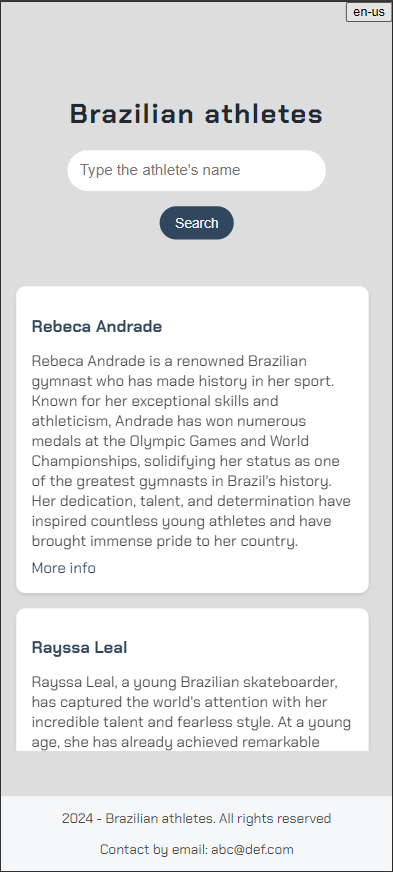 en-us
Brazilian athletes
Type the athlete's name
Search
Rebeca Andrade
Rebeca Andrade is a renowned Brazilian
gymnast who has made history in her sport.
Known for her exceptional skills and
athleticism, Andrade has won numerous
medals at the Olympic Games and World
Championships, solidifying her status as one
of the greatest gymnasts in Brazil's history.
Her dedication, talent, and determination have
inspired countless young athletes and have
brought immense pride to her country.
More info
Rayssa Leal
Rayssa Leal, a young Brazilian skateboarder,
has captured the world's attention with her
incredible talent and fearless style. At a young
age, she has already achieved remarkable
2024 - Brazilian athletes. All rights reserved
Contact by email: abc@def.com